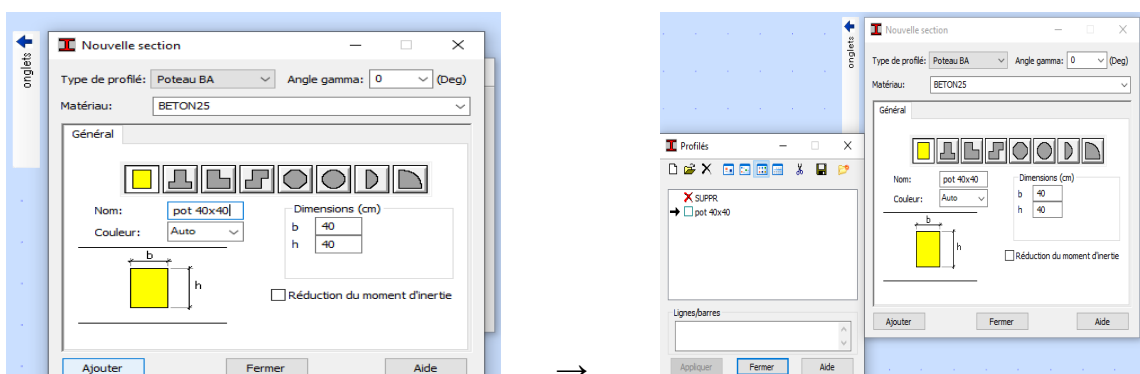 onglets
Nouvelle section
Type de profilé: Poteau BA Angle gamma: 0 (Deg)
Matériau: BETON25
Général
Nom: pot 40x40
Couleur: Auto
Dimensions (cm)
b 40
h 40
b
h
Réduction du moment d'inertie
Ajouter Fermer Aide
→
onglets
Nouvelle section
Type de profilé: Poteau BA Angle gamma: 0 (Deg)
Matériau: BETON25
Général
Nom: pot 40x40
Couleur: Auto
Dimensions (cm)
b 40
h 40
b
h
Réduction du moment d'inertie
Ajouter Fermer Aide
Profilés
SUPPR
pot 40x40
Lignes/barres
Appliquer Fermer Aide